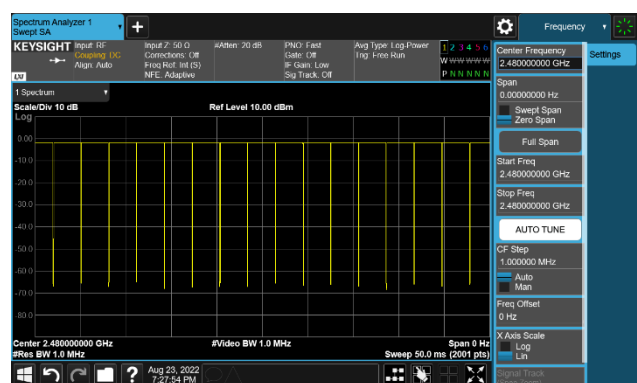 Spectrum Analyzer 1
Swept SA
Frequency
KEYSIGHT
Input: RF
Coupling: DC
Align: Auto
Input Z: 50 Ω
Corrections: Off
Freq Ref: Int (S)
NFE: Adaptive
#Atten: 20 dB
PNO: Fast
Gate: Off
IF Gain: Low
Sig Track: Off
Avg Type: Log-Power
Trig: Free Run
1 2 3 4 5 6
W W W W W W
P N N N N N
LXI
1 Spectrum
Scale/Div 10 dB
Ref Level 10.00 dBm
Log
0.00
-10.0
-20.0
-30.0
-40.0
-50.0
-60.0
-70.0
-80.0
Center 2.480000000 GHz
#Video BW 1.0 MHz
Span 0 Hz
#Res BW 1.0 MHz
Sweep 50.0 ms (2001 pts)
Center Frequency
2.480000000 GHz
Settings
Span
0.00000000 Hz
Swept Span
Zero Span
Full Span
Start Freq
2.480000000 GHz
Stop Freq
2.480000000 GHz
AUTO TUNE
CF Step
1.000000 MHz
Auto
Man
Freq Offset
0 Hz
X Axis Scale
Log
Lin
Signal Track
?
Aug 23, 2022
7:27:54 PM